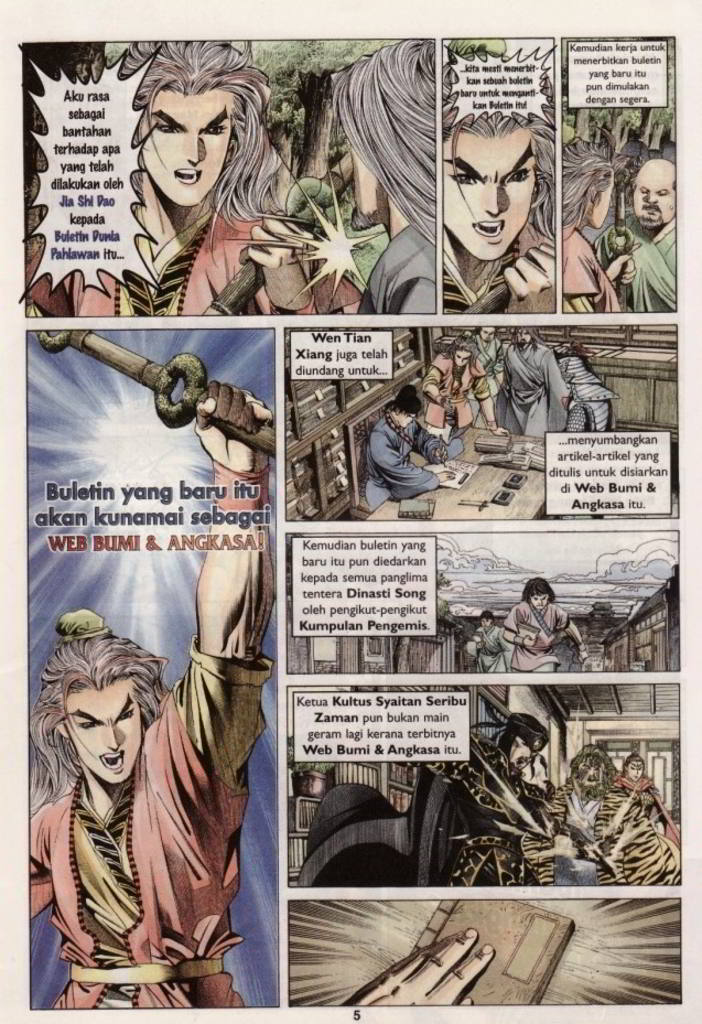 Aku rasa
sebagai
bantahan
terhadap apa
yang telah
dilakukan oleh
Jia Shi Dao
kepada
Buletin Dunia
Pahlawan itu...
...kita mesti menerbit-
kan sebuah buletin
baru untuk menganti-
kan Buletin itu!
Kemudian kerja untuk
menerbitkan buletin
yang baru itu
pun dimulakan
dengan segera.
Buletin yang baru itu
akan kunamai sebagai
WEB BUMI & ANGKASA!
Wen Tian
Xiang juga telah
diundang untuk...
...menyumbangkan
artikel-artikel yang
ditulis untuk disiarkan
di Web Bumi &
Angkasa itu.
Kemudian buletin yang
baru itu pun diedarkan
kepada semua panglima
tentera Dinasti Song
oleh pengikut-pengikut
Kumpulan Pengemis.
Ketua Kultus Syaitan Seribu
Zaman pun bukan main
geram lagi kerana terbitnya
Web Bumi & Angkasa itu.
5